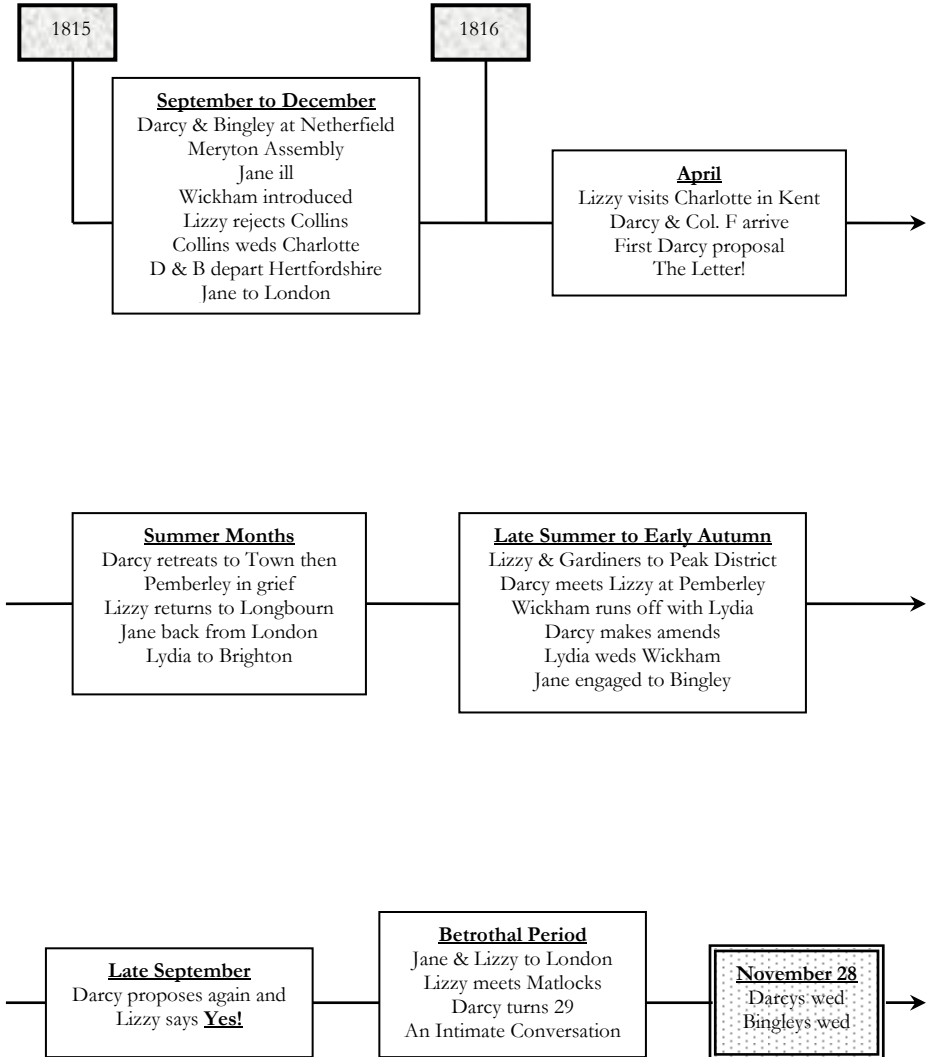 1815
1816
September to December
Darcy & Bingley at Netherfield
Meryton Assembly
Jane ill
Wickham introduced
Lizzy rejects Collins
Collins weds Charlotte
D & B depart Hertfordshire
Jane to London
April
Lizzy visits Charlotte in Kent
Darcy & Col. F arrive
First Darcy proposal
The Letter!
Summer Months
Darcy retreats to Town then
Pemberley in grief
Lizzy returns to Longbourn
Jane back from London
Lydia to Brighton
Late Summer to Early Autumn
Lizzy & Gardiners to Peak District
Darcy meets Lizzy at Pemberley
Wickham runs off with Lydia
Darcy makes amends
Lydia weds Wickham
Jane engaged to Bingley
Late September
Darcy proposes again and
Lizzy says Yes!
Betrothal Period
Jane & Lizzy to London
Lizzy meets Matlocks
Darcy turns 29
An Intimate Conversation
November 28
Darcys wed
Bingleys wed